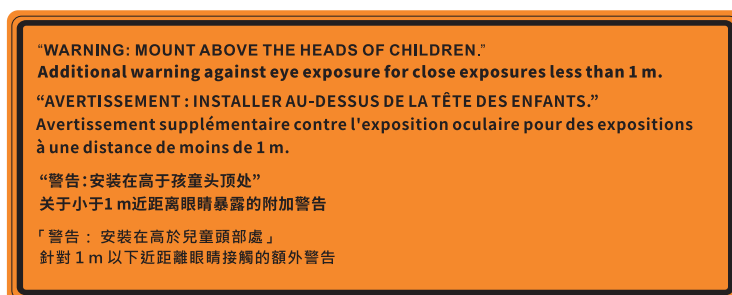 “WARNING: MOUNT ABOVE THE HEADS OF CHILDREN.”
Additional warning against eye exposure for close exposures less than 1 m.
“AVERTISSEMENT : INSTALLER AU-DESSUS DE LA TÊTE DES ENFANTS.”
Avertissement supplémentaire contre l'exposition oculaire pour des expositions
à une distance de moins de 1 m.
“警告：安装在高于孩童头顶处”
关于小于1 m近距离眼睛暴露的附加警告
「警告： 安裝在高於兒童頭部處」
針對 1 m 以下近距離眼睛接觸的額外警告